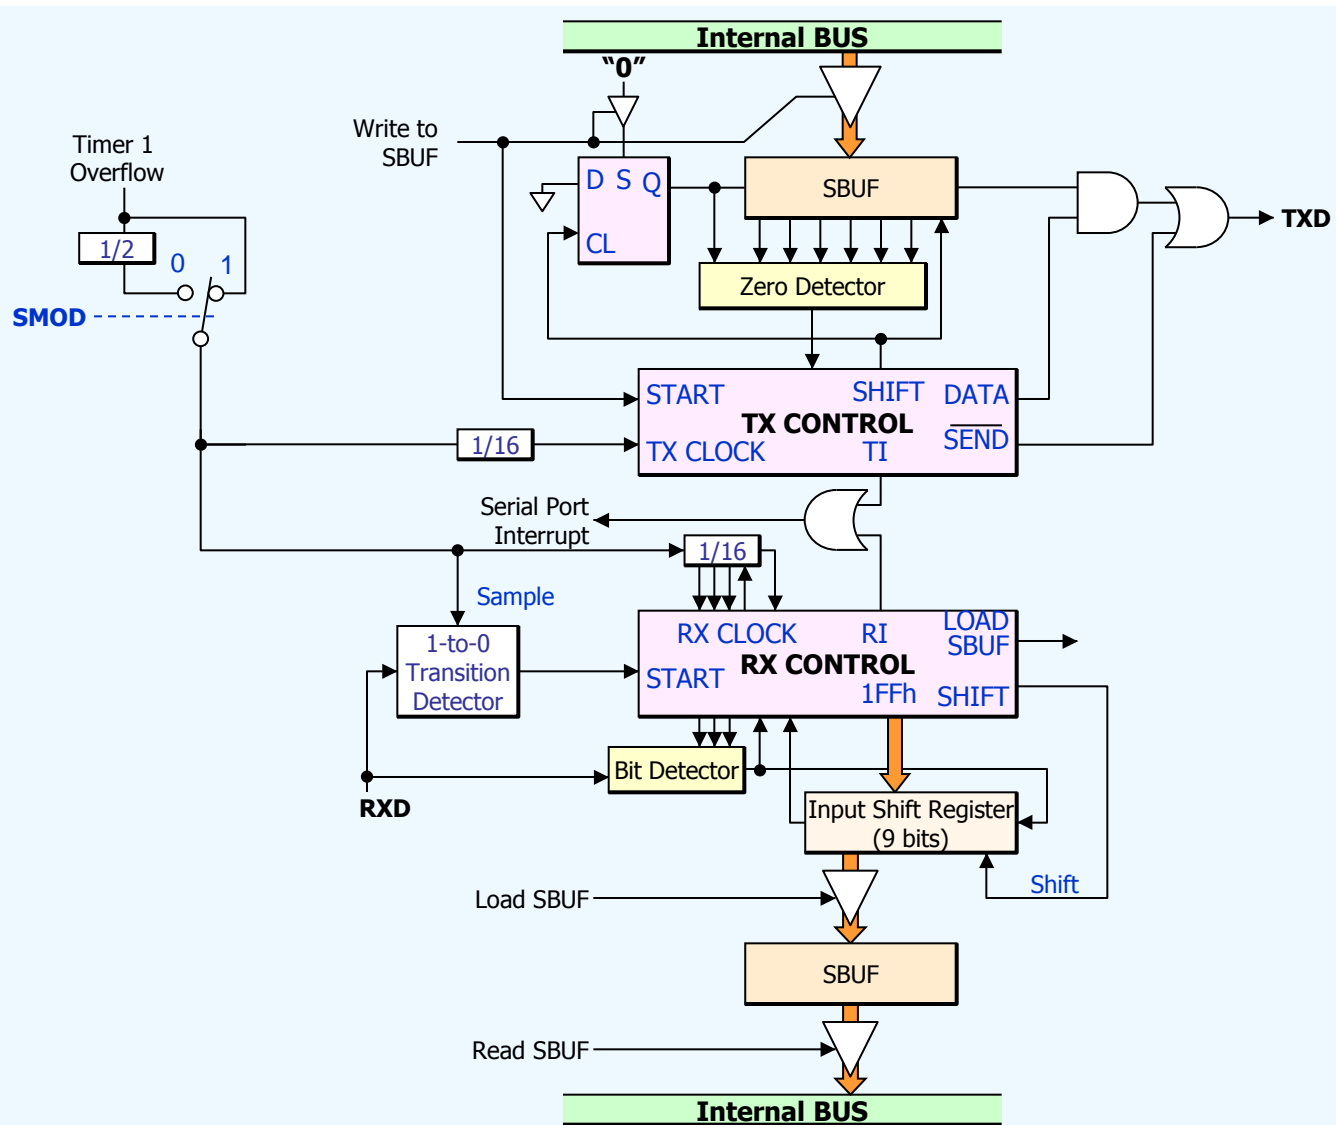 Internal BUS
“0”
Write to
SBUF
Timer 1
Overflow
D S Q
CL
SBUF
TXD
1/2
0
1
SMOD
Zero Detector
START
SHIFT
DATA
TX CONTROL
TX CLOCK
TI
SEND
1/16
Serial Port
Interrupt
1/16
Sample
1-to-0
Transition
Detector
RX CLOCK
RI
LOAD
SBUF
RX CONTROL
START
1FFh
SHIFT
Bit Detector
RXD
Input Shift Register
(9 bits)
Shift
Load SBUF
SBUF
Read SBUF
Internal BUS